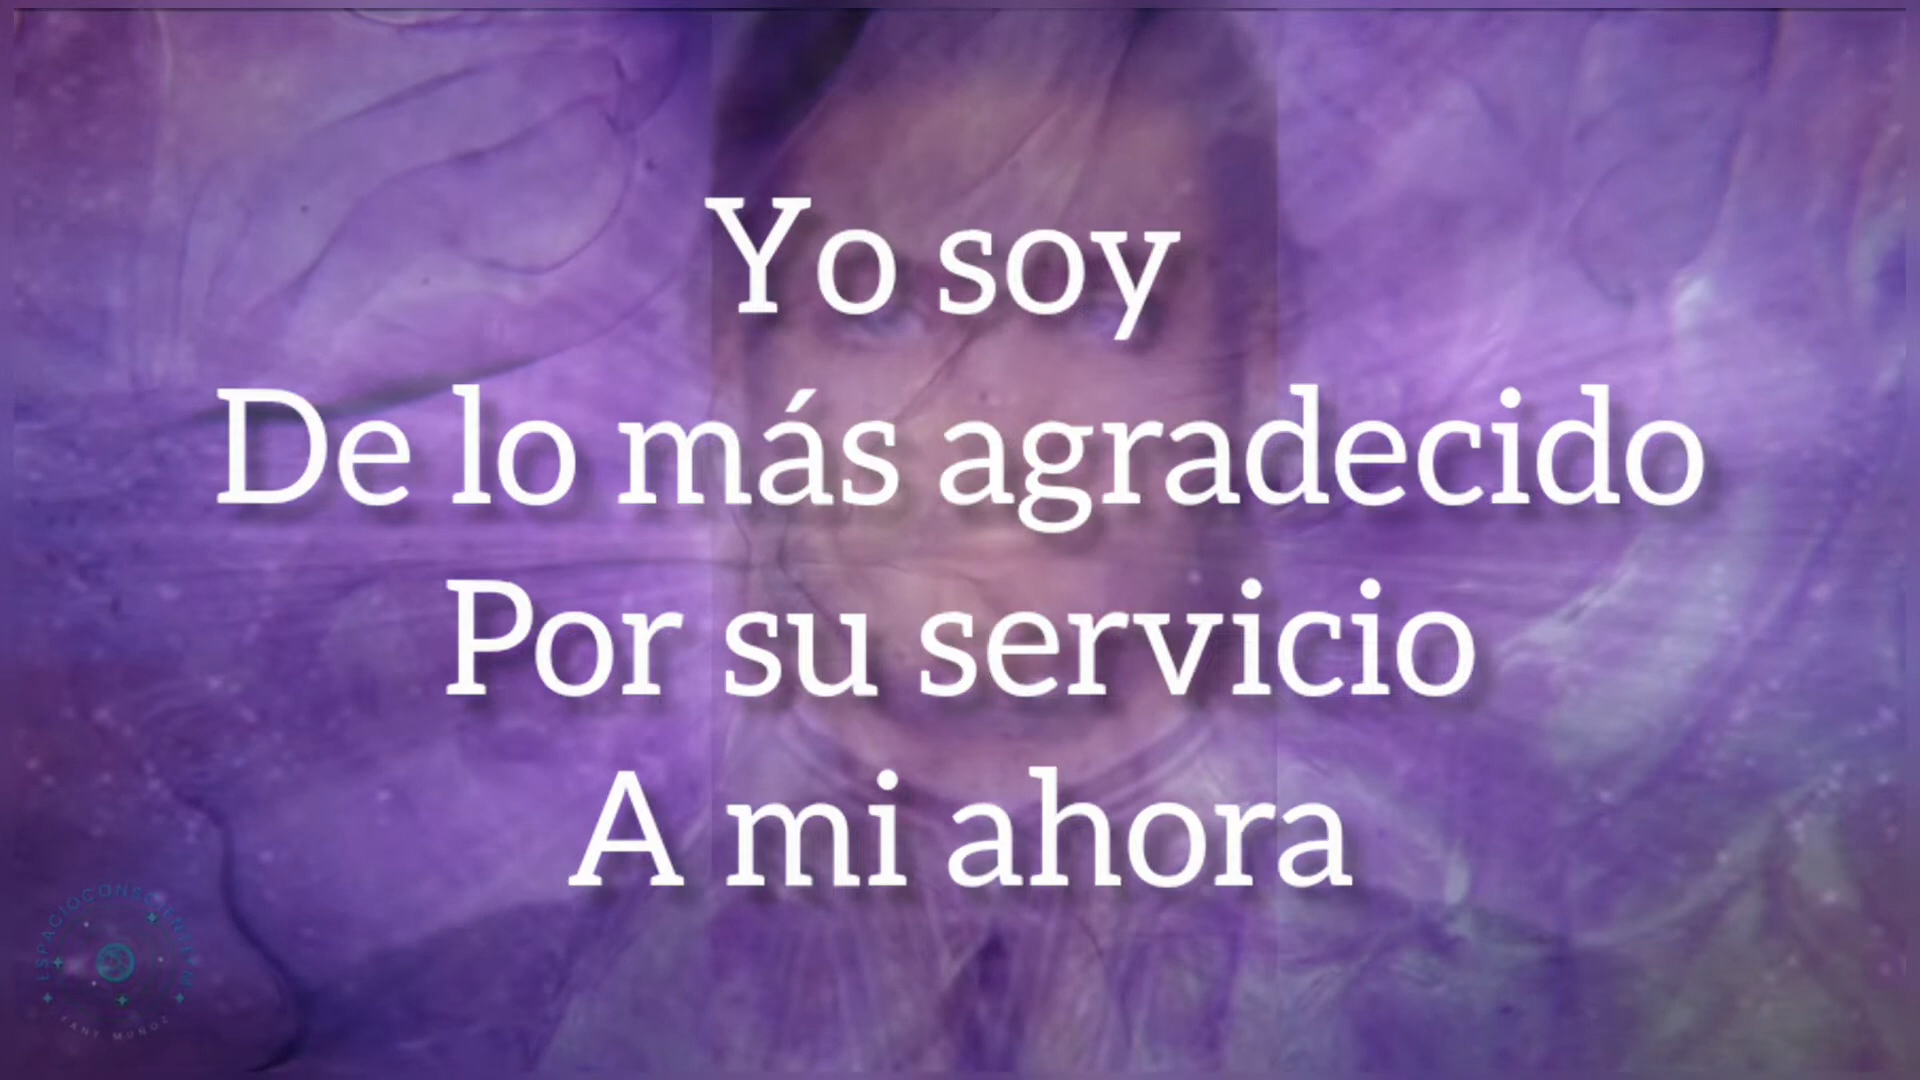 Yo soy
De lo más agradecido
Por su servicio
A mi ahora